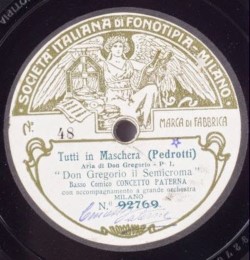 SOCIETÀ ITALIANA DI FONOTIPIA - MILANO
Nr. 48
MARCA DI FABBRICA
Tutti in Maschera (Pedrotti)
Aria di Don Gregorio - P. I.
"Don Gregorio il Semicroma"
Basso Comico CONCETTO PATERNA
con accompagnamento a grande orchestra
MILANO
N.º 92769